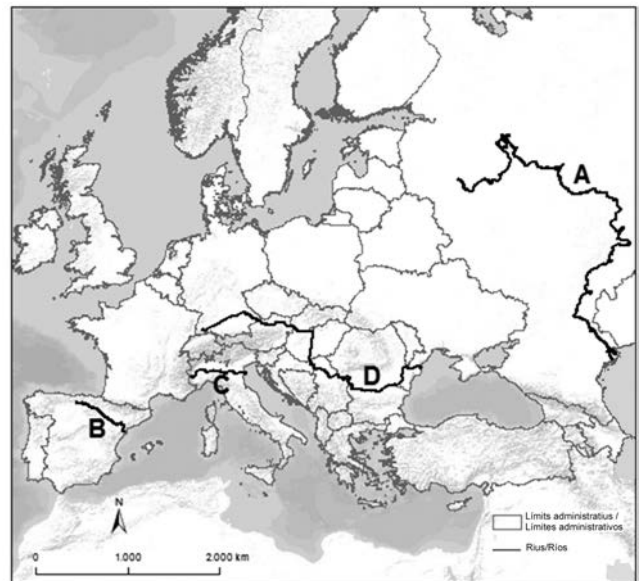 A
B
C
D
N
0 1.000 2.000 km
Límits administratius /
Límites administrativos
Rius/Ríos